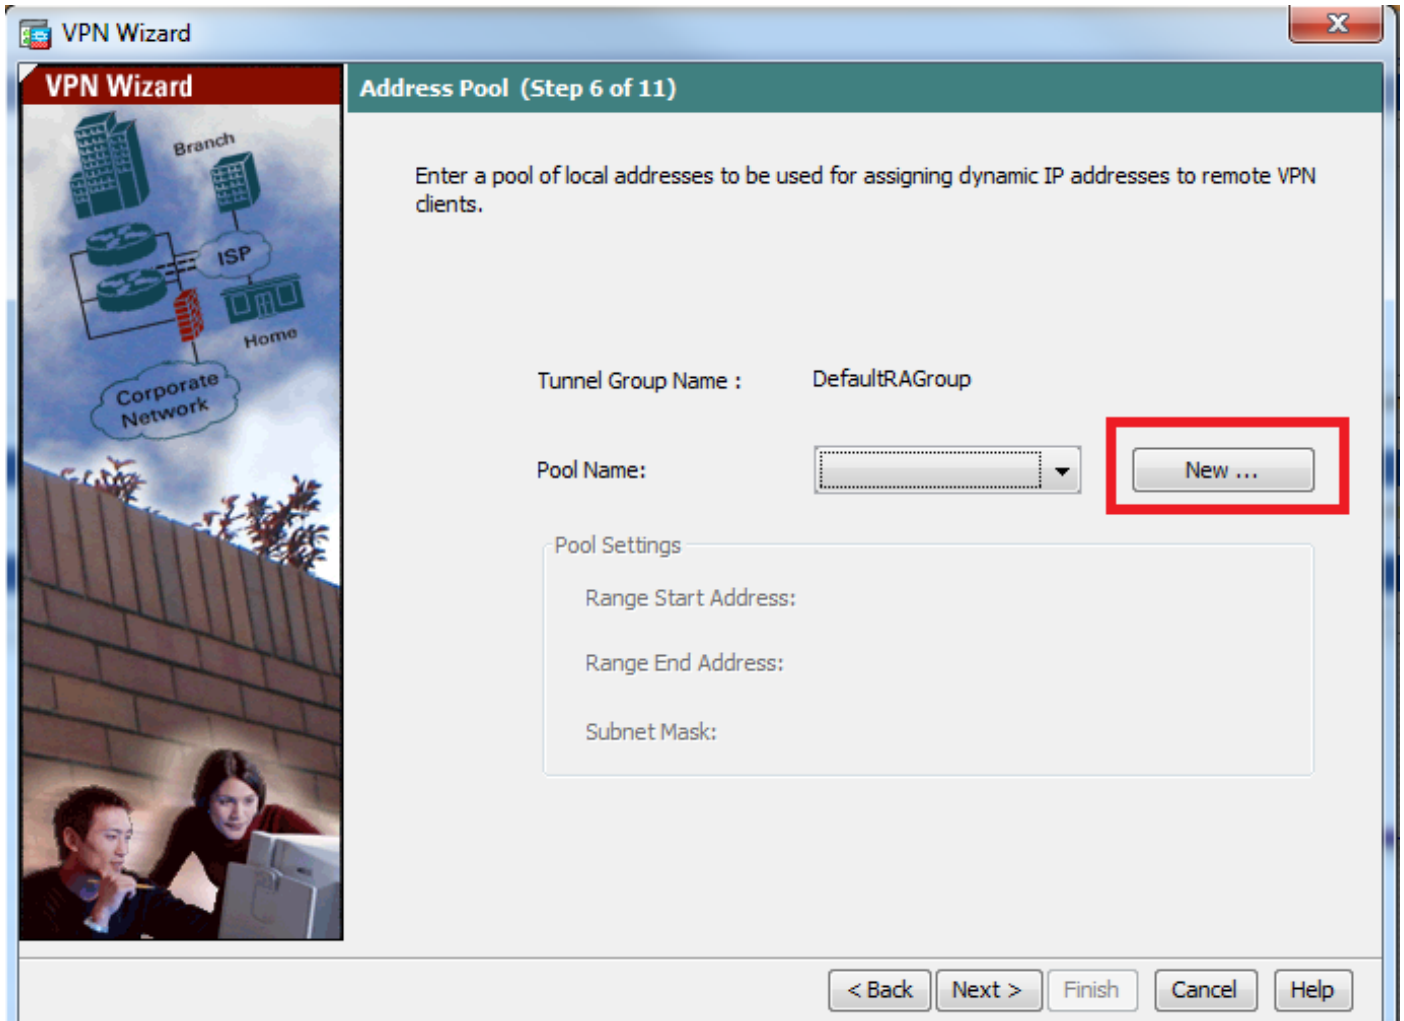 VPN Wizard
VPN Wizard
Address Pool (Step 6 of 11)
Branch
ISP
Home
Corporate
Network
Enter a pool of local addresses to be used for assigning dynamic IP addresses to remote VPN
clients.
Tunnel Group Name : DefaultRAGroup
Pool Name:
New ...
Pool Settings
Range Start Address:
Range End Address:
Subnet Mask:
< Back Next > Finish Cancel Help